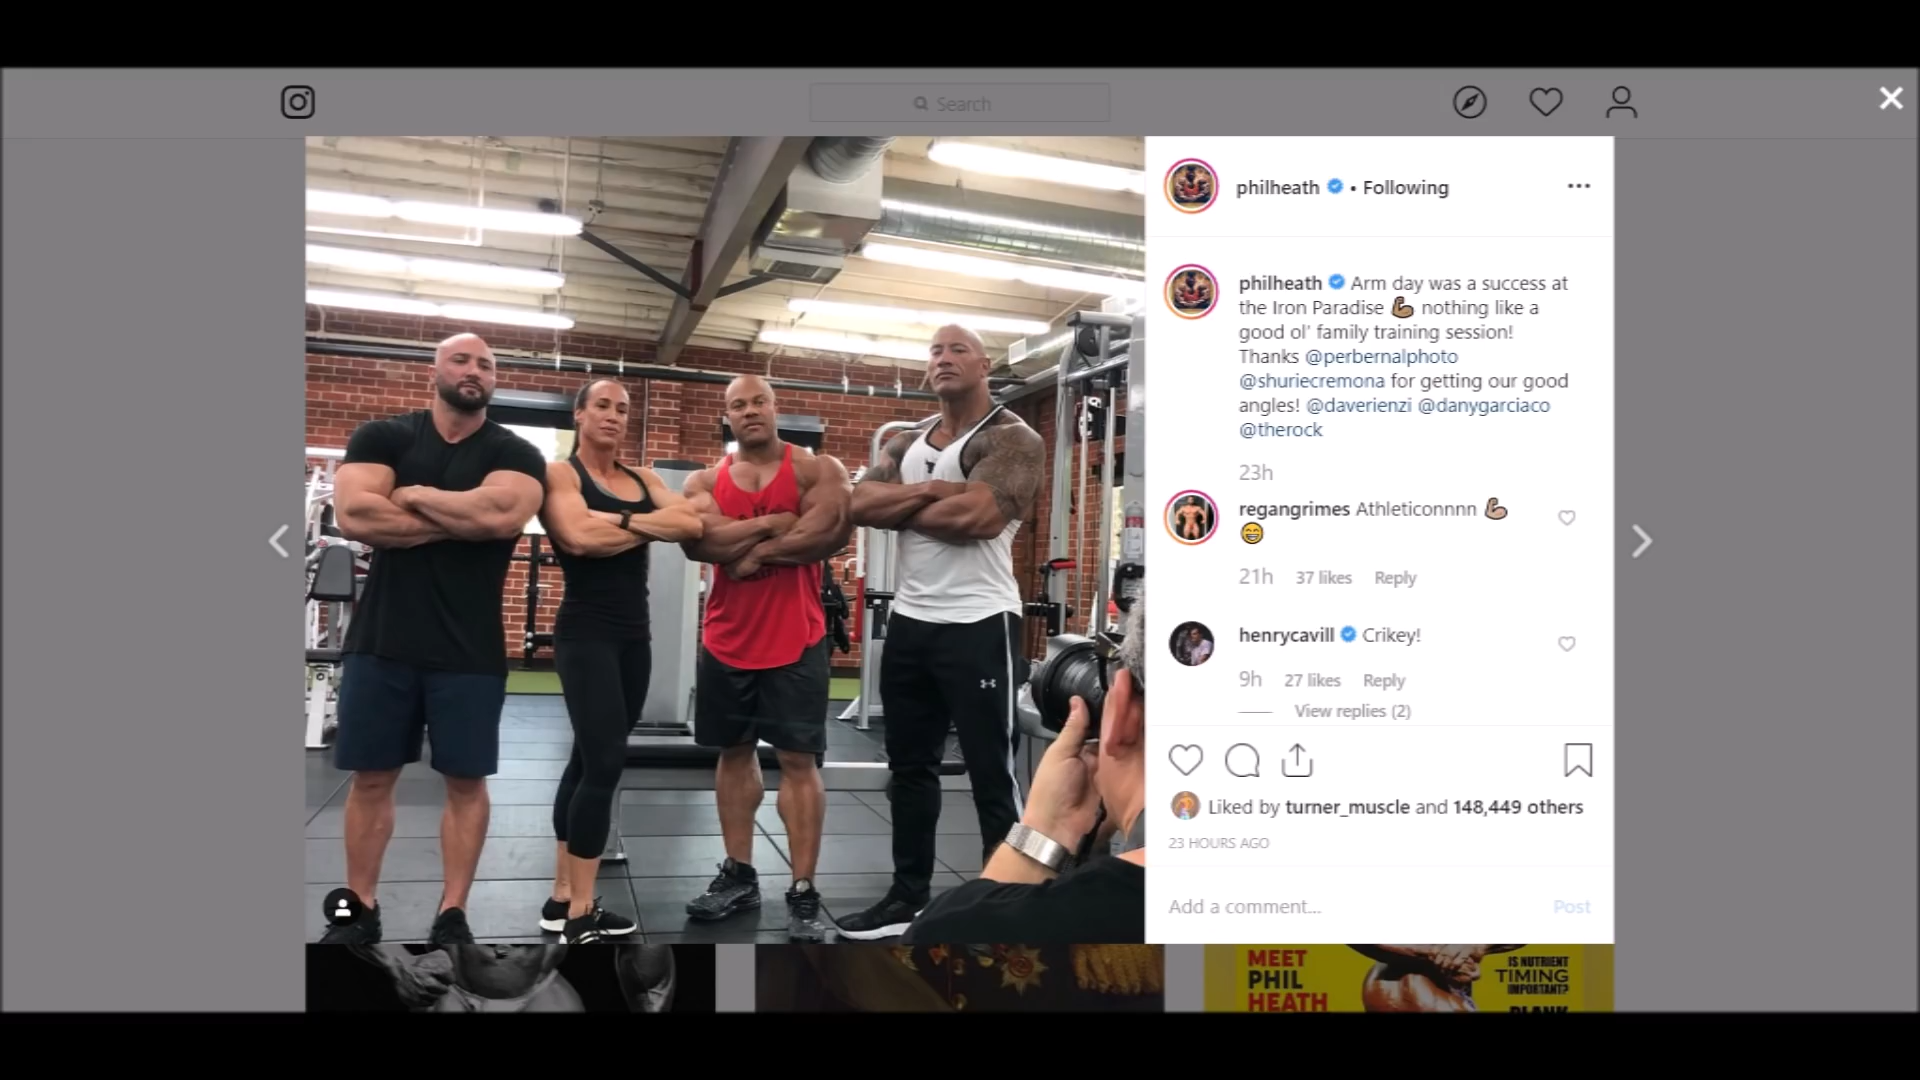 Search
philheath • Following
philheath Arm day was a success at
the Iron Paradise 💪🏽 nothing like a
good ol' family training session!
Thanks @perbernalphoto
@shuriecremona for getting our good
angles! @daverienzi @danygarciaco
@therock
23h
regangrimes Athleticonnnn 💪🏼
😁
21h 37 likes Reply
henrycavill Crikey!
9h 27 likes Reply
View replies (2)
Liked by turner_muscle and 148,449 others
23 HOURS AGO
Add a comment... Post
MEET
PHIL
HEATH
IS NUTRIENT
TIMING
IMPORTANT?